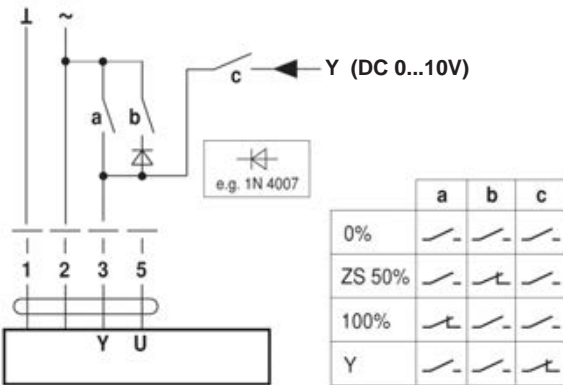 ⊥ ~
Y (DC 0...10V)
c
a b
e.g. 1N 4007
1 2 3 5
Y U
a b c
0%
ZS 50%
100%
Y